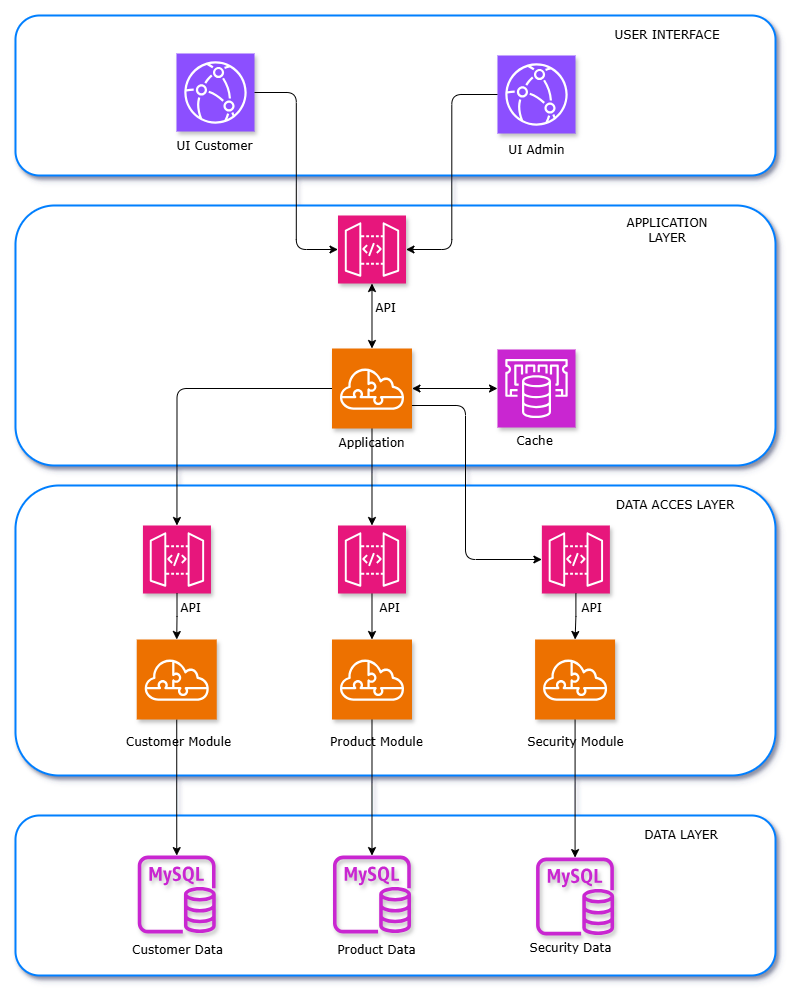 USER INTERFACE
UI Customer
UI Admin
APPLICATION
LAYER
</>
API
Application
Cache
DATA ACCES LAYER
</>
</>
</>
API
API
API
Customer Module
Product Module
Security Module
DATA LAYER
MySQL
MySQL
MySQL
Customer Data
Product Data
Security Data